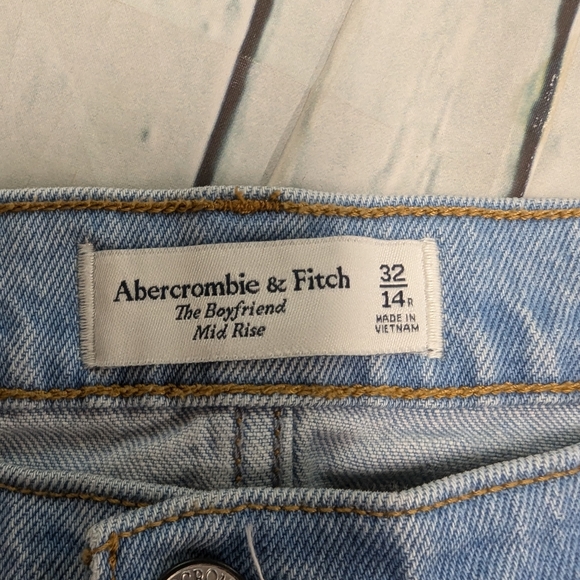 Abercrombie & Fitch
The Boyfriend
Mid Rise
32
14R
MADE IN
VIETNAM